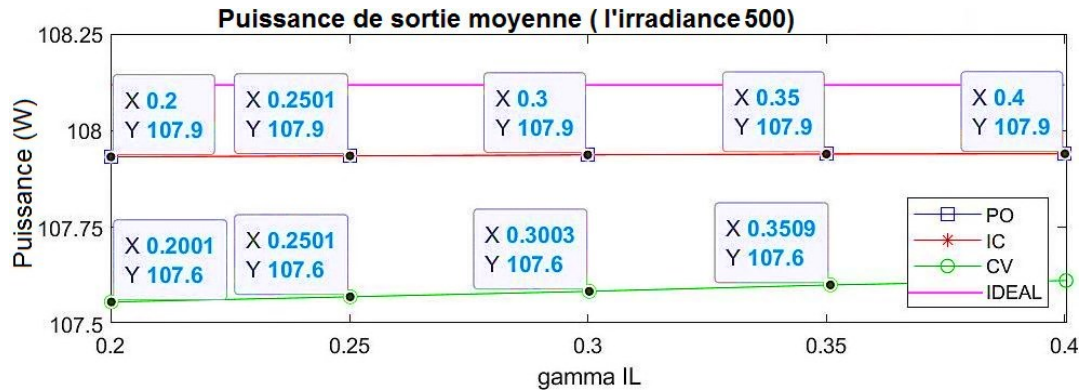 Puissance de sortie moyenne ( l'irradiance 500)
Puissance (W)
108.25
108
107.75
107.5
X 0.2
Y 107.9
X 0.2501
Y 107.9
X 0.3
Y 107.9
X 0.35
Y 107.9
X 0.4
Y 107.9
X 0.2001
Y 107.6
X 0.2501
Y 107.6
X 0.3003
Y 107.6
X 0.3509
Y 107.6
PO
IC
CV
IDEAL
0.2 0.25 0.3 0.35 0.4
gamma IL